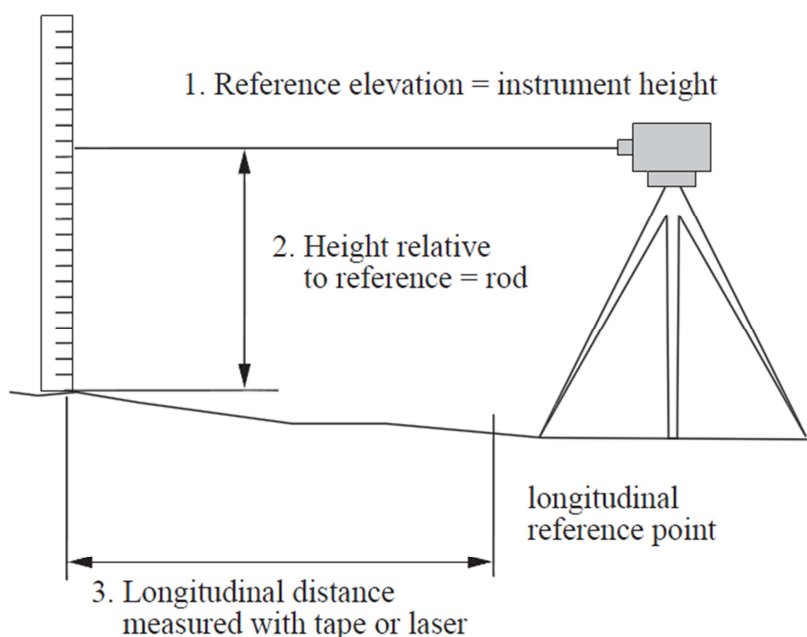 1. Reference elevation = instrument height
2. Height relative
to reference = rod
longitudinal
reference point
3. Longitudinal distance
measured with tape or laser